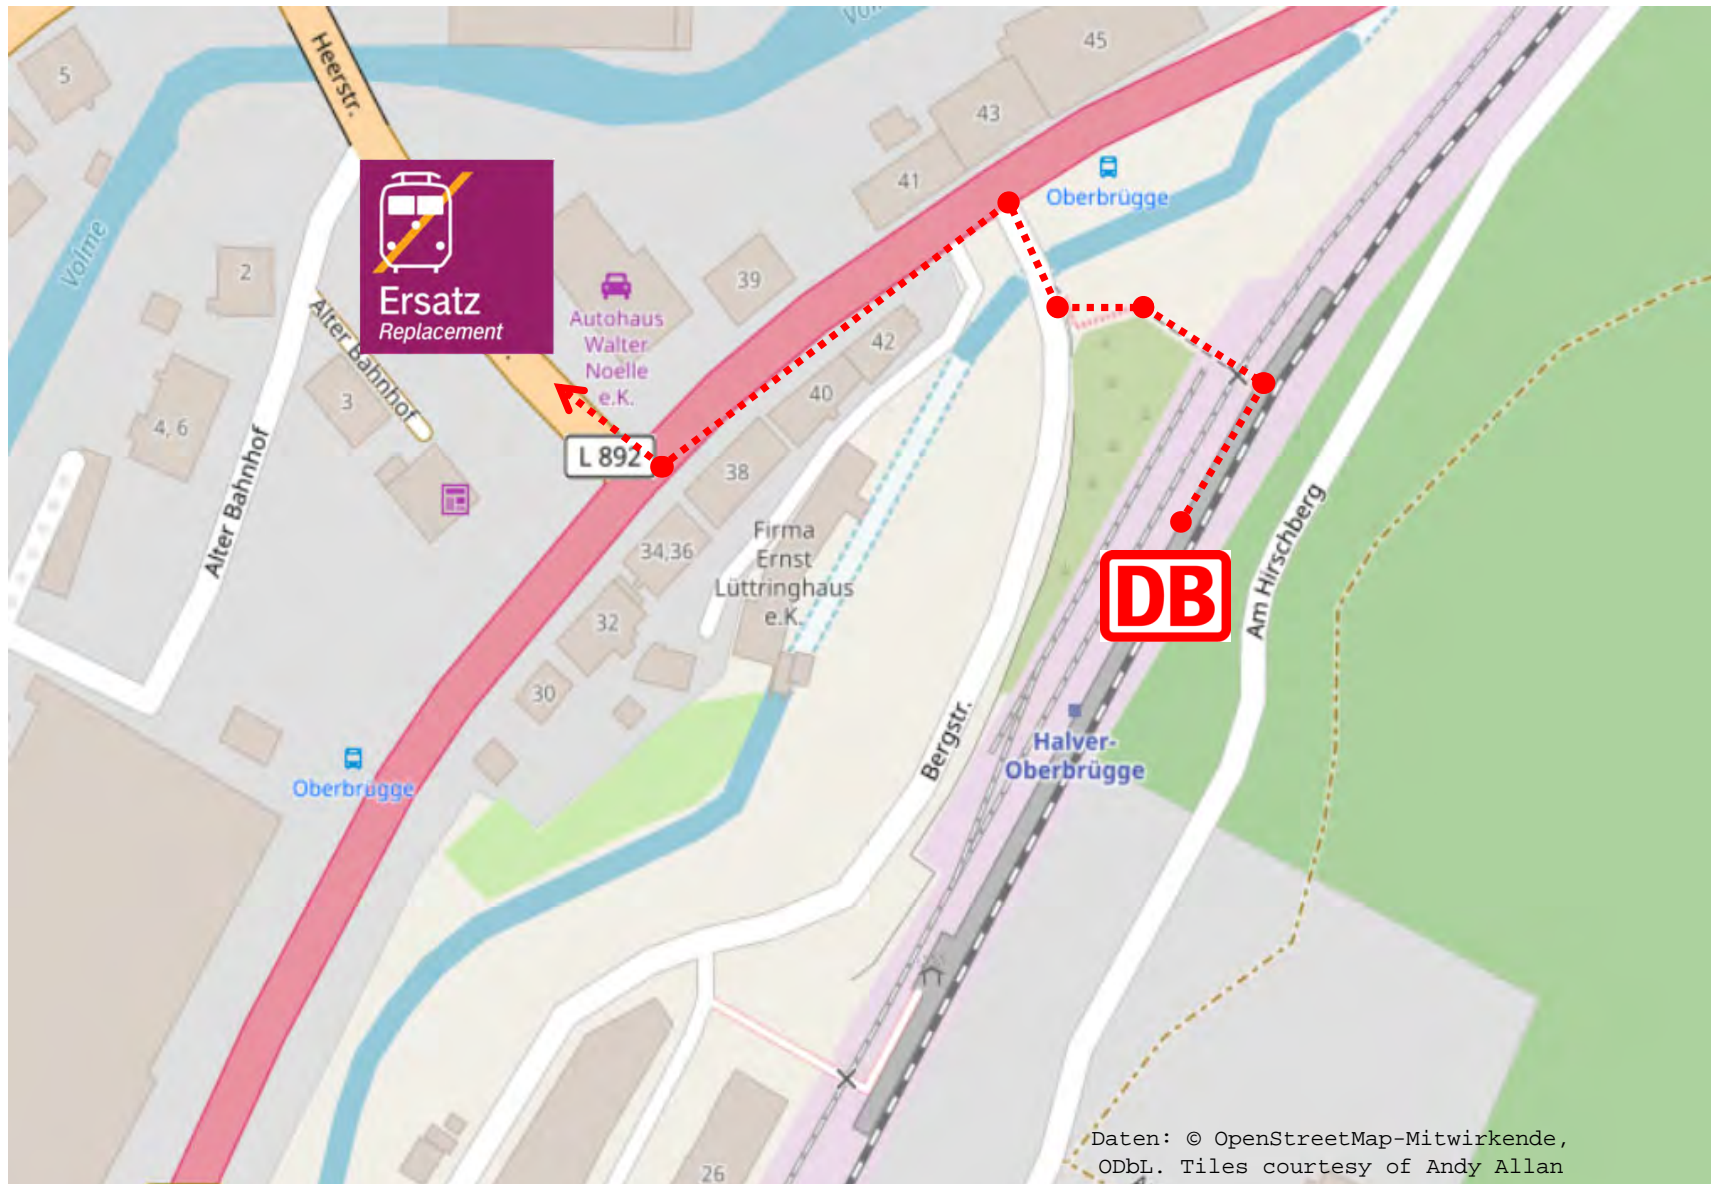 Volme
45
5
Heerstr.
43
41
Oberbrügge
Volme
2
39
Ersatz
Replacement
Autohaus
Walter
Noelle
e.K.
Alter Bahnhof
42
40
3
4, 6
L 892
38
Alter Bahnhof
Firma
Ernst
Lüttringhaus
e.K.
34,36
32
30
DB
Am Hirschberg
Bergstr.
Halver-
Oberbrügge
Oberbrügge
26
Daten: © OpenStreetMap-Mitwirkende,
ODbL. Tiles courtesy of Andy Allan